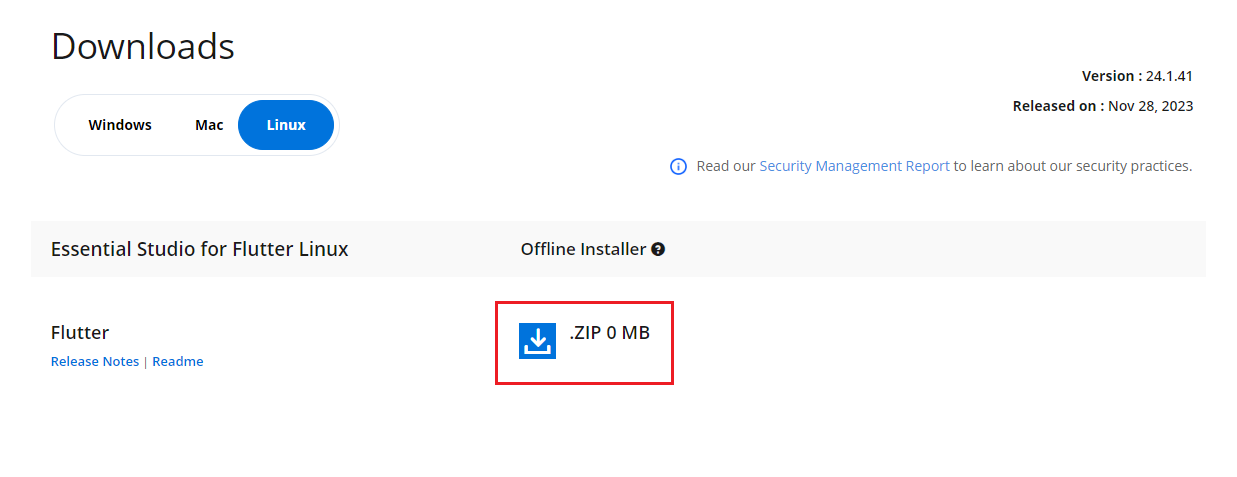 Downloads
Version : 24.1.41
Windows Mac Linux
Released on : Nov 28, 2023
Read our Security Management Report to learn about our security practices.
Essential Studio for Flutter Linux Offline Installer
Flutter .ZIP 0 MB
Release Notes | Readme